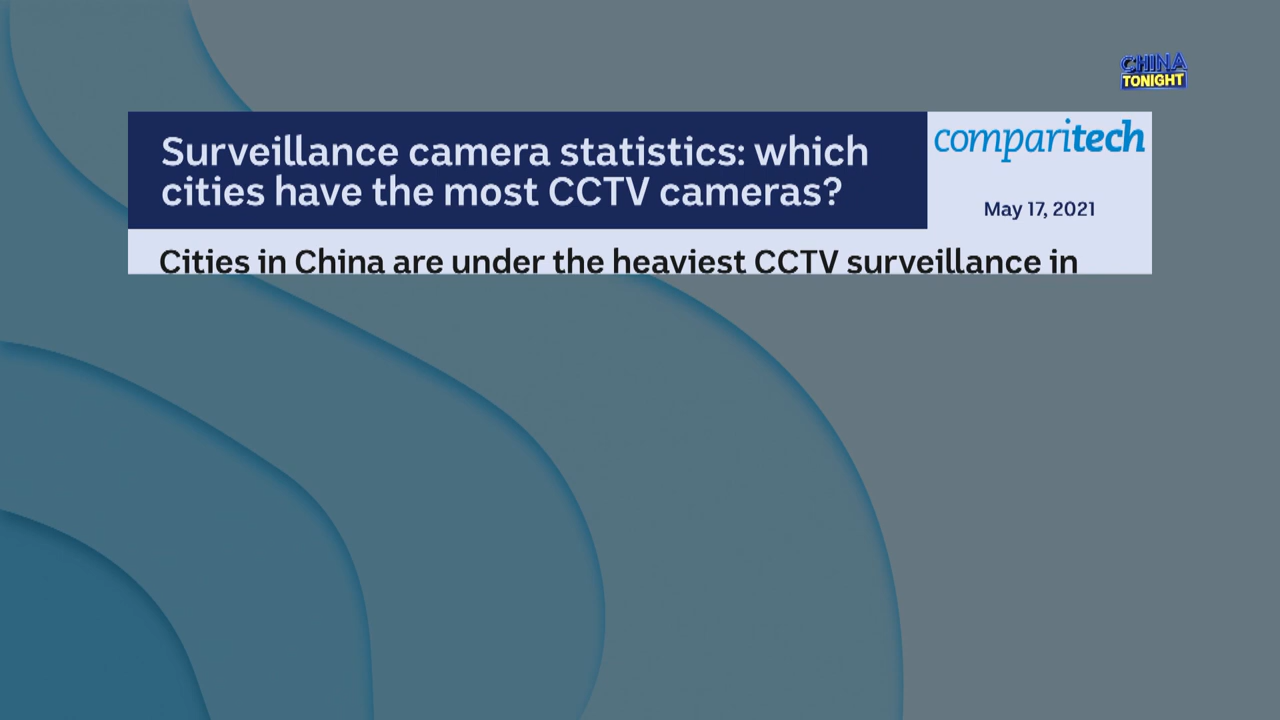 CHINA
TONIGHT
Surveillance camera statistics: which
cities have the most CCTV cameras?
comparitech
May 17, 2021
Cities in China are under the heaviest CCTV surveillance in